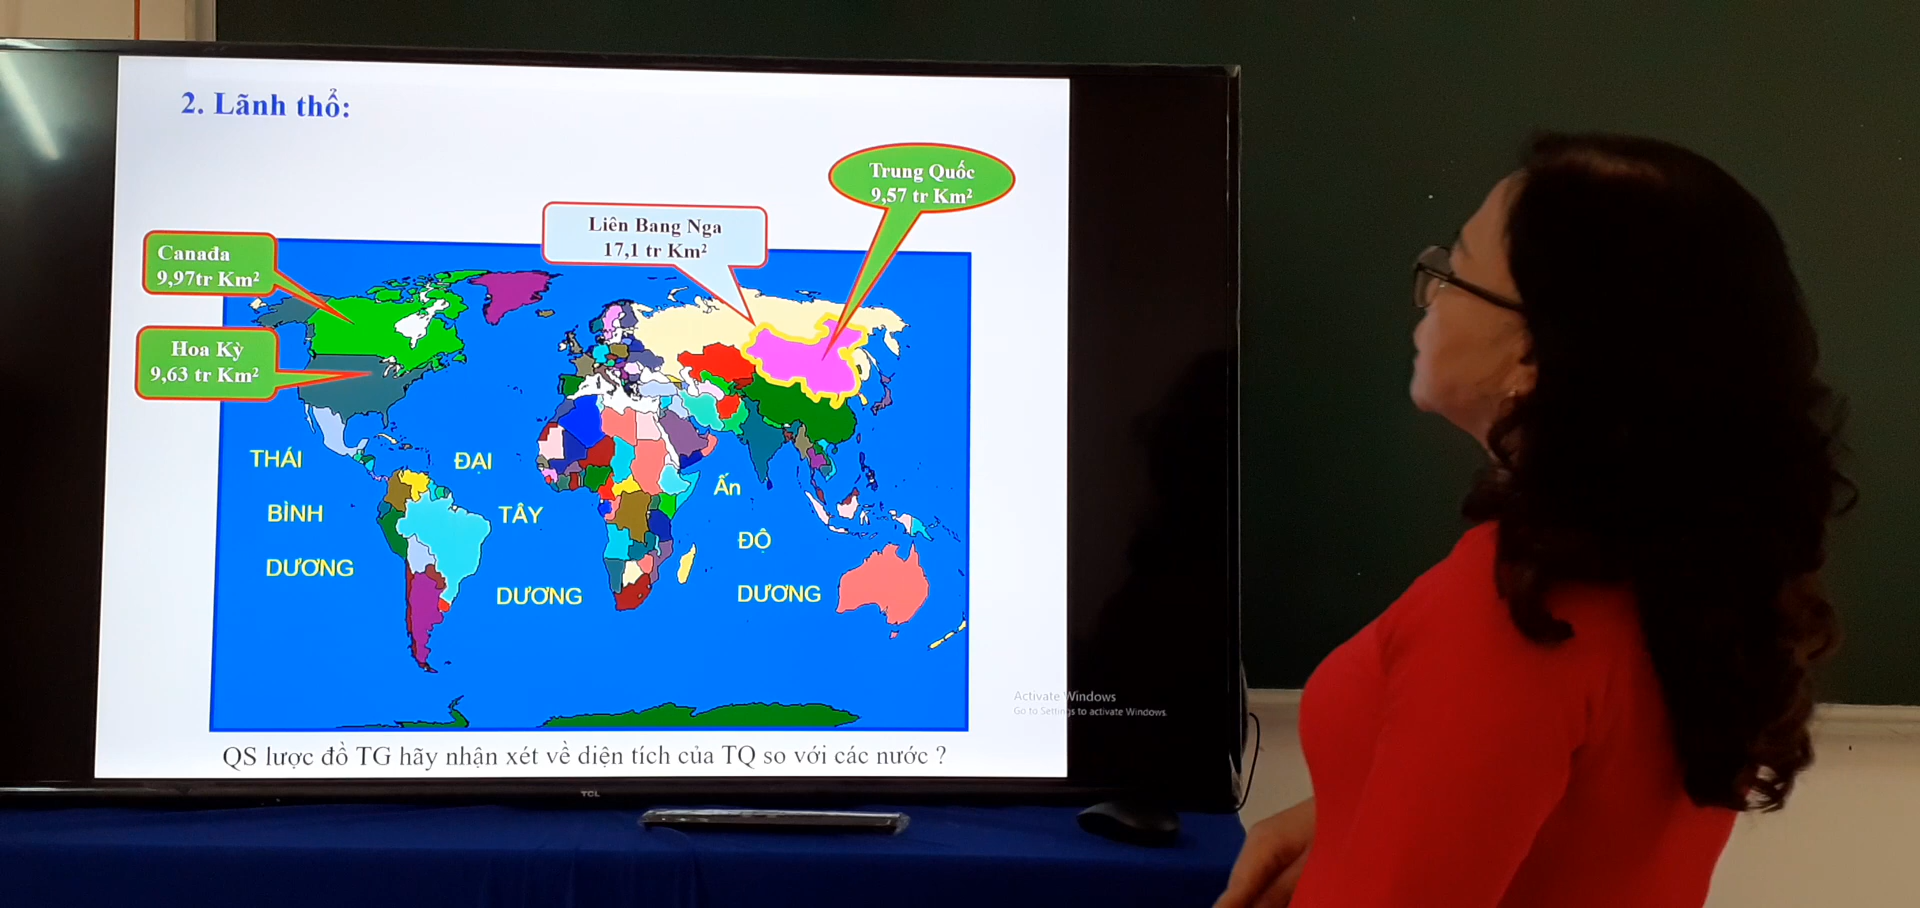 2. Lãnh thổ:
Trung Quốc
9,57 tr Km²
Liên Bang Nga
17,1 tr Km²
Canađa
9,97tr Km²
Hoa Kỳ
9,63 tr Km²
THÁI
BÌNH
DƯƠNG
ĐẠI
TÂY
DƯƠNG
Ấn
ĐỘ
DƯƠNG
Activate Windows
Go to Settings to activate Windows.
QS lược đồ TG hãy nhận xét về diện tích của TQ so với các nước ?
TCL